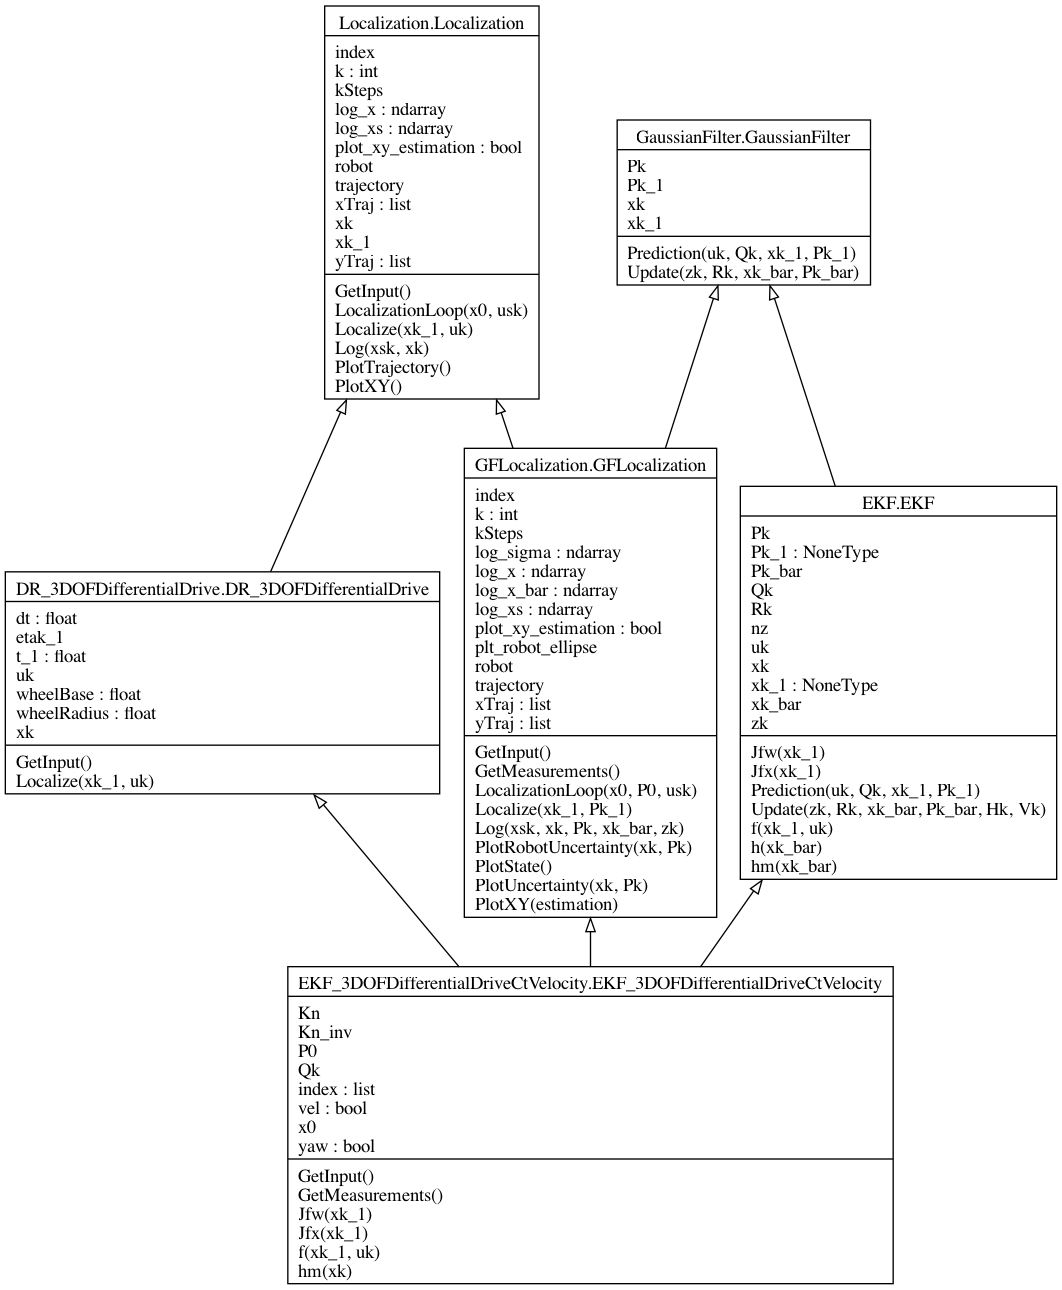 Localization.Localization
index
k : int
kSteps
log_x : ndarray
log_xs : ndarray
plot_xy_estimation : bool
robot
trajectory
xTraj : list
xk
xk_1
yTraj : list
GetInput()
LocalizationLoop(x0, usk)
Localize(xk_1, uk)
Log(xsk, xk)
PlotTrajectory()
PlotXY()
GaussianFilter.GaussianFilter
Pk
Pk_1
xk
xk_1
Prediction(uk, Qk, xk_1, Pk_1)
Update(zk, Rk, xk_bar, Pk_bar)
DR_3DOFDifferentialDrive.DR_3DOFDifferentialDrive
dt : float
etak_1
t_1 : float
uk
wheelBase : float
wheelRadius : float
xk
GetInput()
Localize(xk_1, uk)
GFLocalization.GFLocalization
index
k : int
kSteps
log_sigma : ndarray
log_x : ndarray
log_x_bar : ndarray
log_xs : ndarray
plot_xy_estimation : bool
plt_robot_ellipse
robot
trajectory
xTraj : list
yTraj : list
GetInput()
GetMeasurements()
LocalizationLoop(x0, P0, usk)
Localize(xk_1, Pk_1)
Log(xsk, xk, Pk, xk_bar, zk)
PlotRobotUncertainty(xk, Pk)
PlotState()
PlotUncertainty(xk, Pk)
PlotXY(estimation)
EKF.EKF
Pk
Pk_1 : NoneType
Pk_bar
Qk
Rk
nz
uk
xk
xk_1 : NoneType
xk_bar
zk
Jfw(xk_1)
Jfx(xk_1)
Prediction(uk, Qk, xk_1, Pk_1)
Update(zk, Rk, xk_bar, Pk_bar, Hk, Vk)
f(xk_1, uk)
h(xk_bar)
hm(xk_bar)
EKF_3DOFDifferentialDriveCtVelocity.EKF_3DOFDifferentialDriveCtVelocity
Kn
Kn_inv
P0
Qk
index : list
vel : bool
x0
yaw : bool
GetInput()
GetMeasurements()
Jfw(xk_1)
Jfx(xk_1)
f(xk_1, uk)
hm(xk)